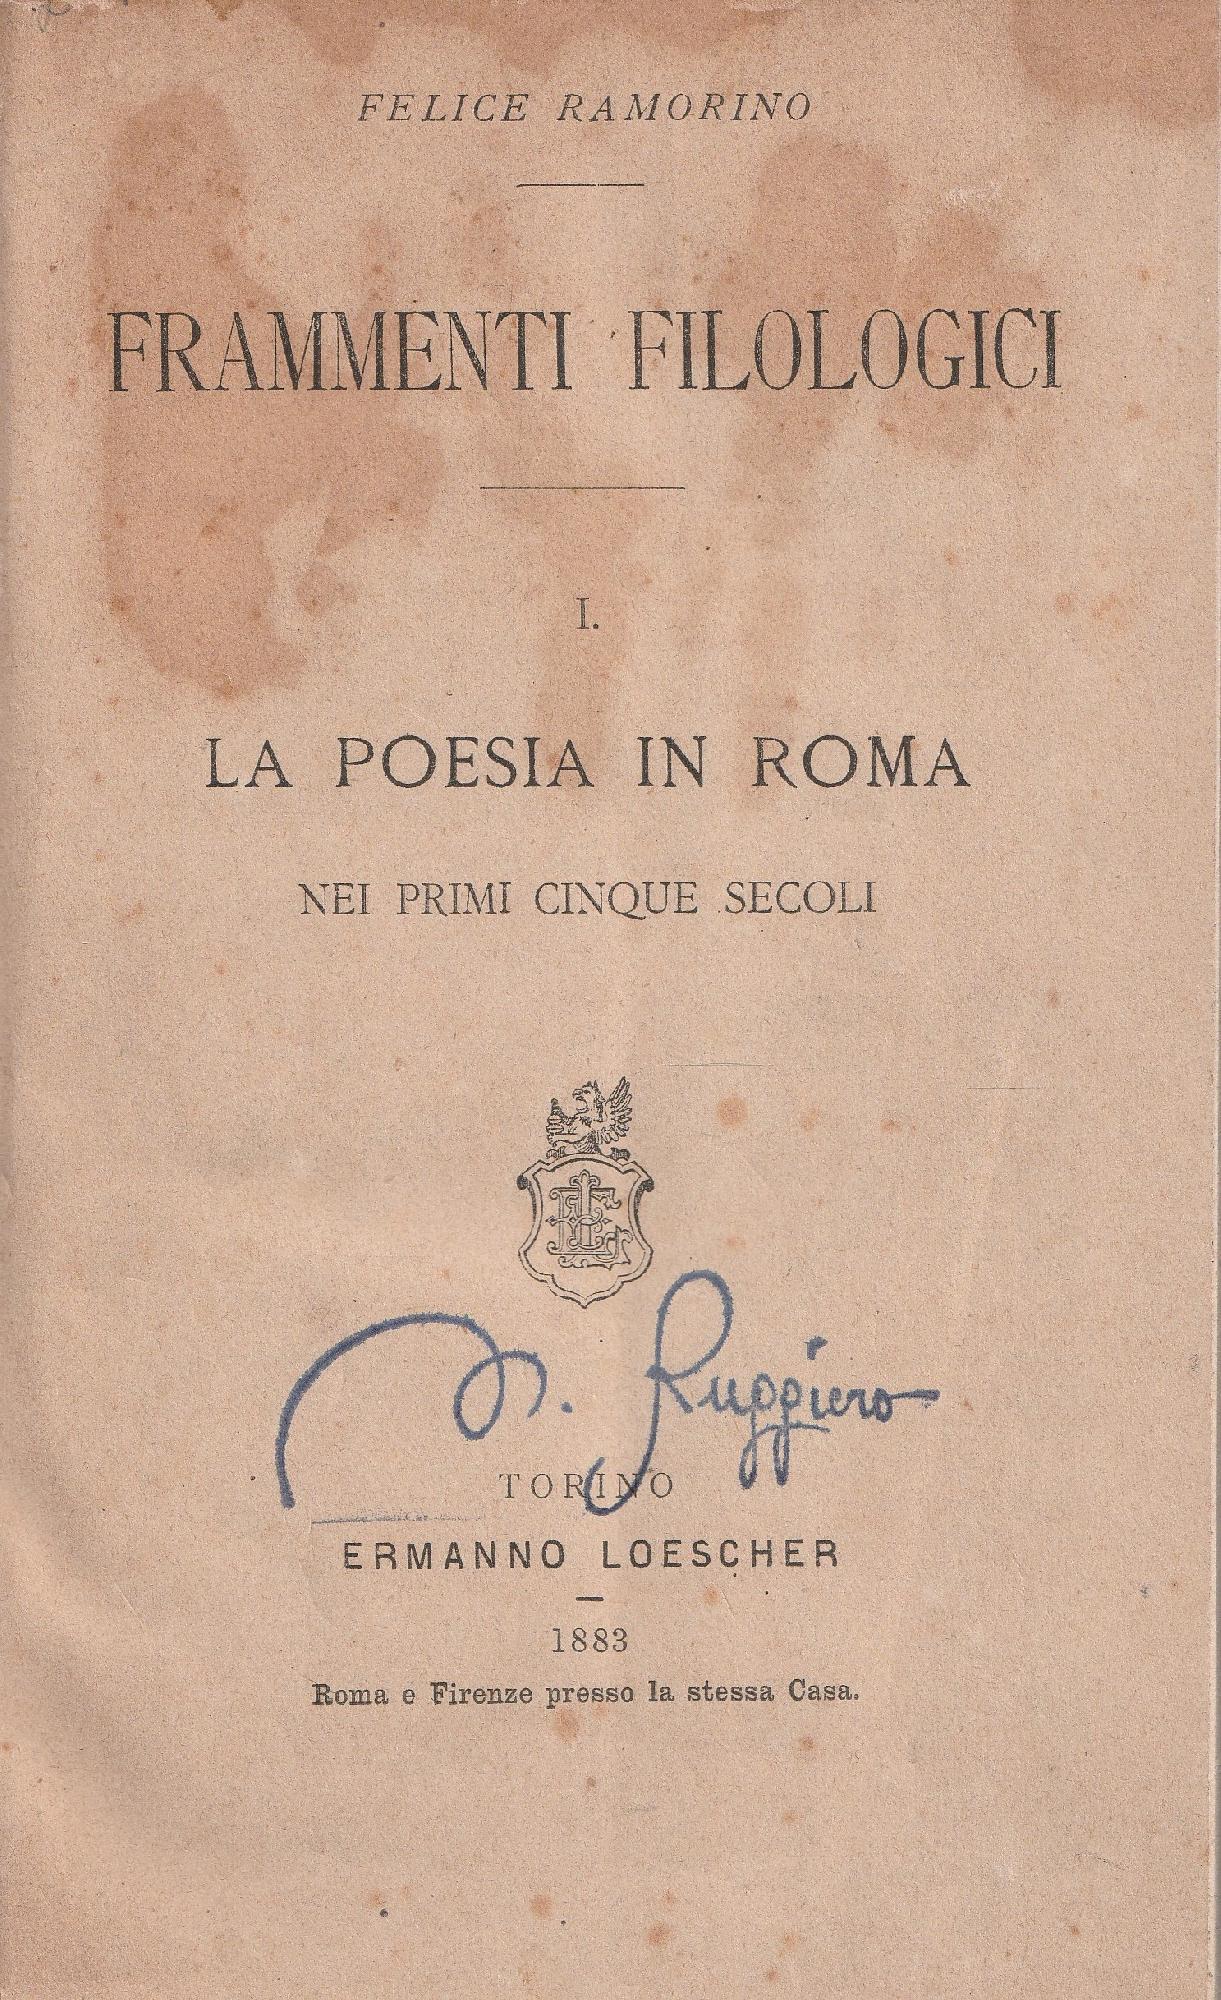 FELICE RAMORINO
FRAMMENTI FILOLOGICI
I.
LA POESIA IN ROMA
NEI PRIMI CINQUE SECOLI
Ruggiero
TORINO
ERMANNO LOESCHER
1883
Roma e Firenze presso la stessa Casa.